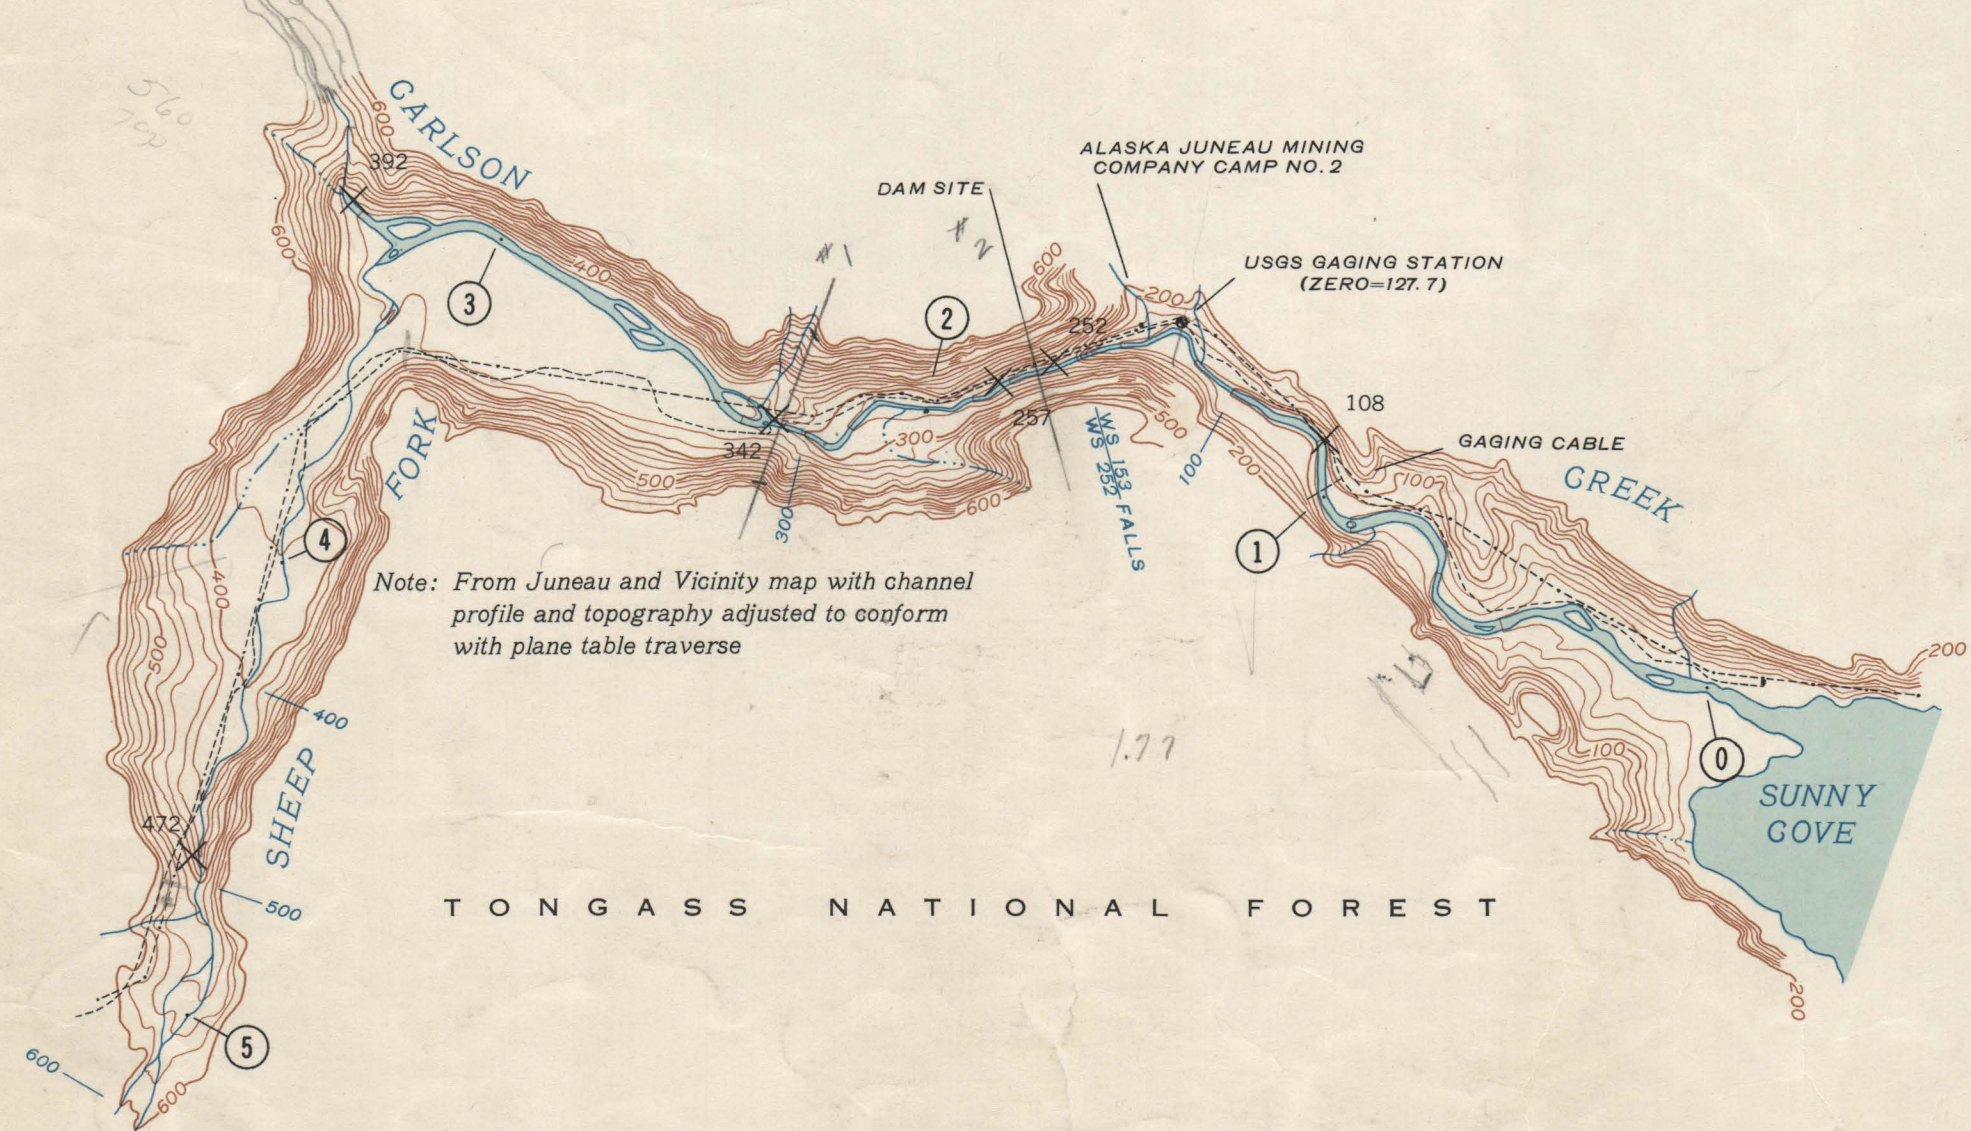 560
CARLSON
600
392
ALASKA JUNEAU MINING
COMPANY CAMP NO. 2
DAM SITE
# 1
# 2
600
USGS GAGING STATION
(ZERO=127.7)
600
400
200
3
2
252
108
257
342
300
500
600
300
500
WS 153
WS 252
FALLS
100
200
GAGING CABLE
100
CREEK
FORK
4
1
400
500
Note: From Juneau and Vicinity map with channel
profile and topography adjusted to conform
with plane table traverse
200
400
1.77
100
0
SUNNY
COVE
SHEEP
472
500
TONGASS NATIONAL FOREST
200
5
600
600